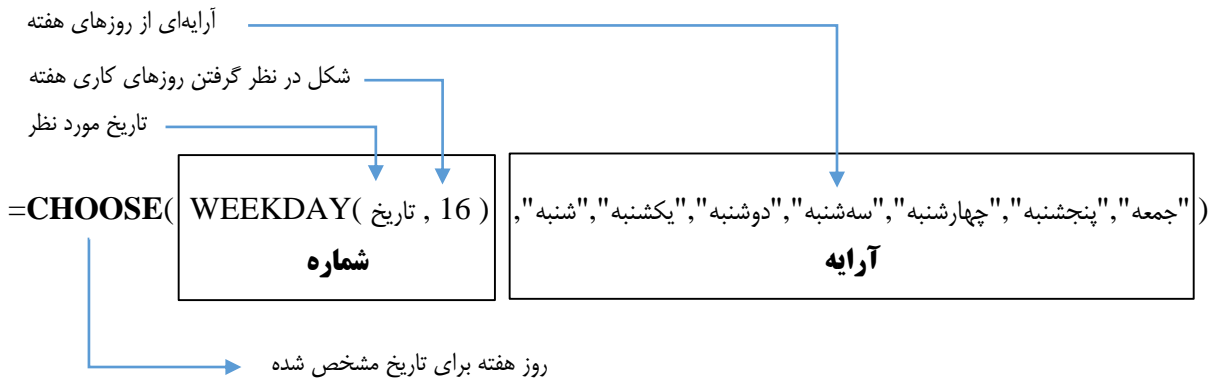 آرایه‌ای از روزهای هفته
شکل در نظر گرفتن روزهای کاری هفته
تاریخ مورد نظر
=CHOOSE( WEEKDAY( تاریخ , 16 ) ,"شنبه","یکشنبه","دوشنبه","سه‌شنبه","چهارشنبه","پنجشنبه","جمعه" )
شماره
آرایه
روز هفته برای تاریخ مشخص شده